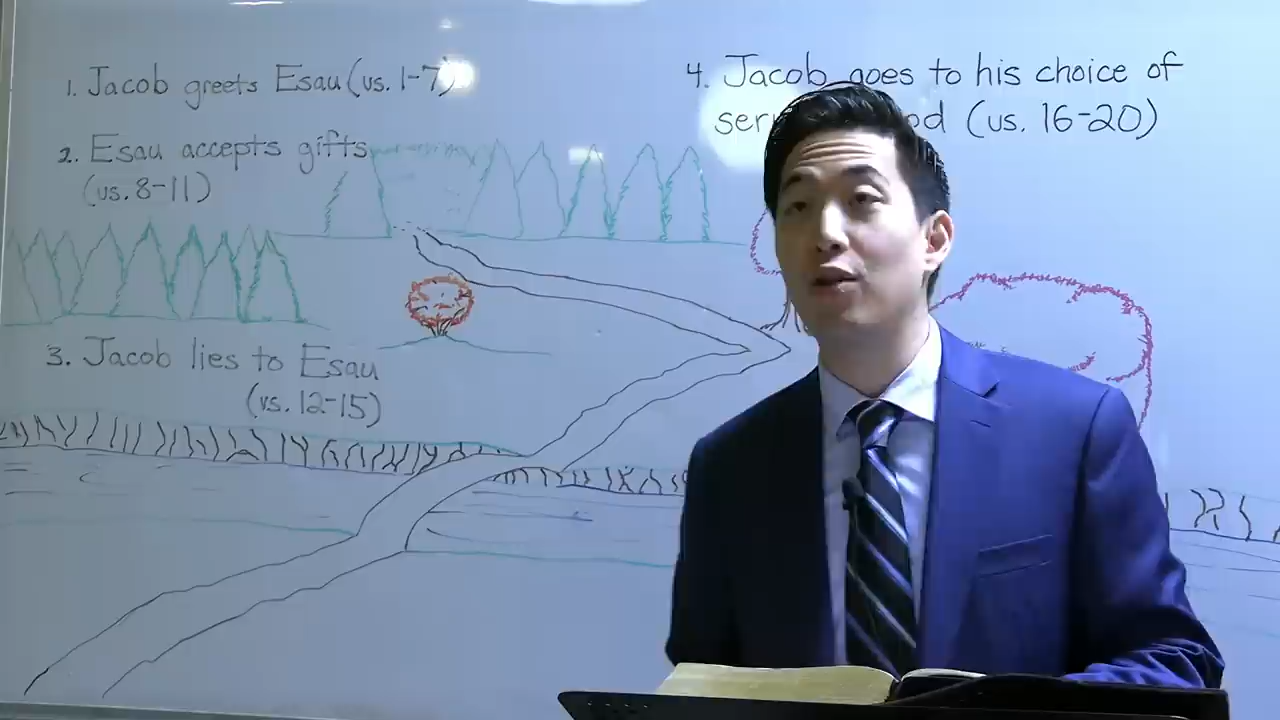 1. Jacob greets Esau (vs. 1-7)
2. Esau accepts gifts
(vs. 8-11)
3. Jacob lies to Esau
(vs. 12-15)
4. Jacob goes to his choice of
(vs. 16-20)